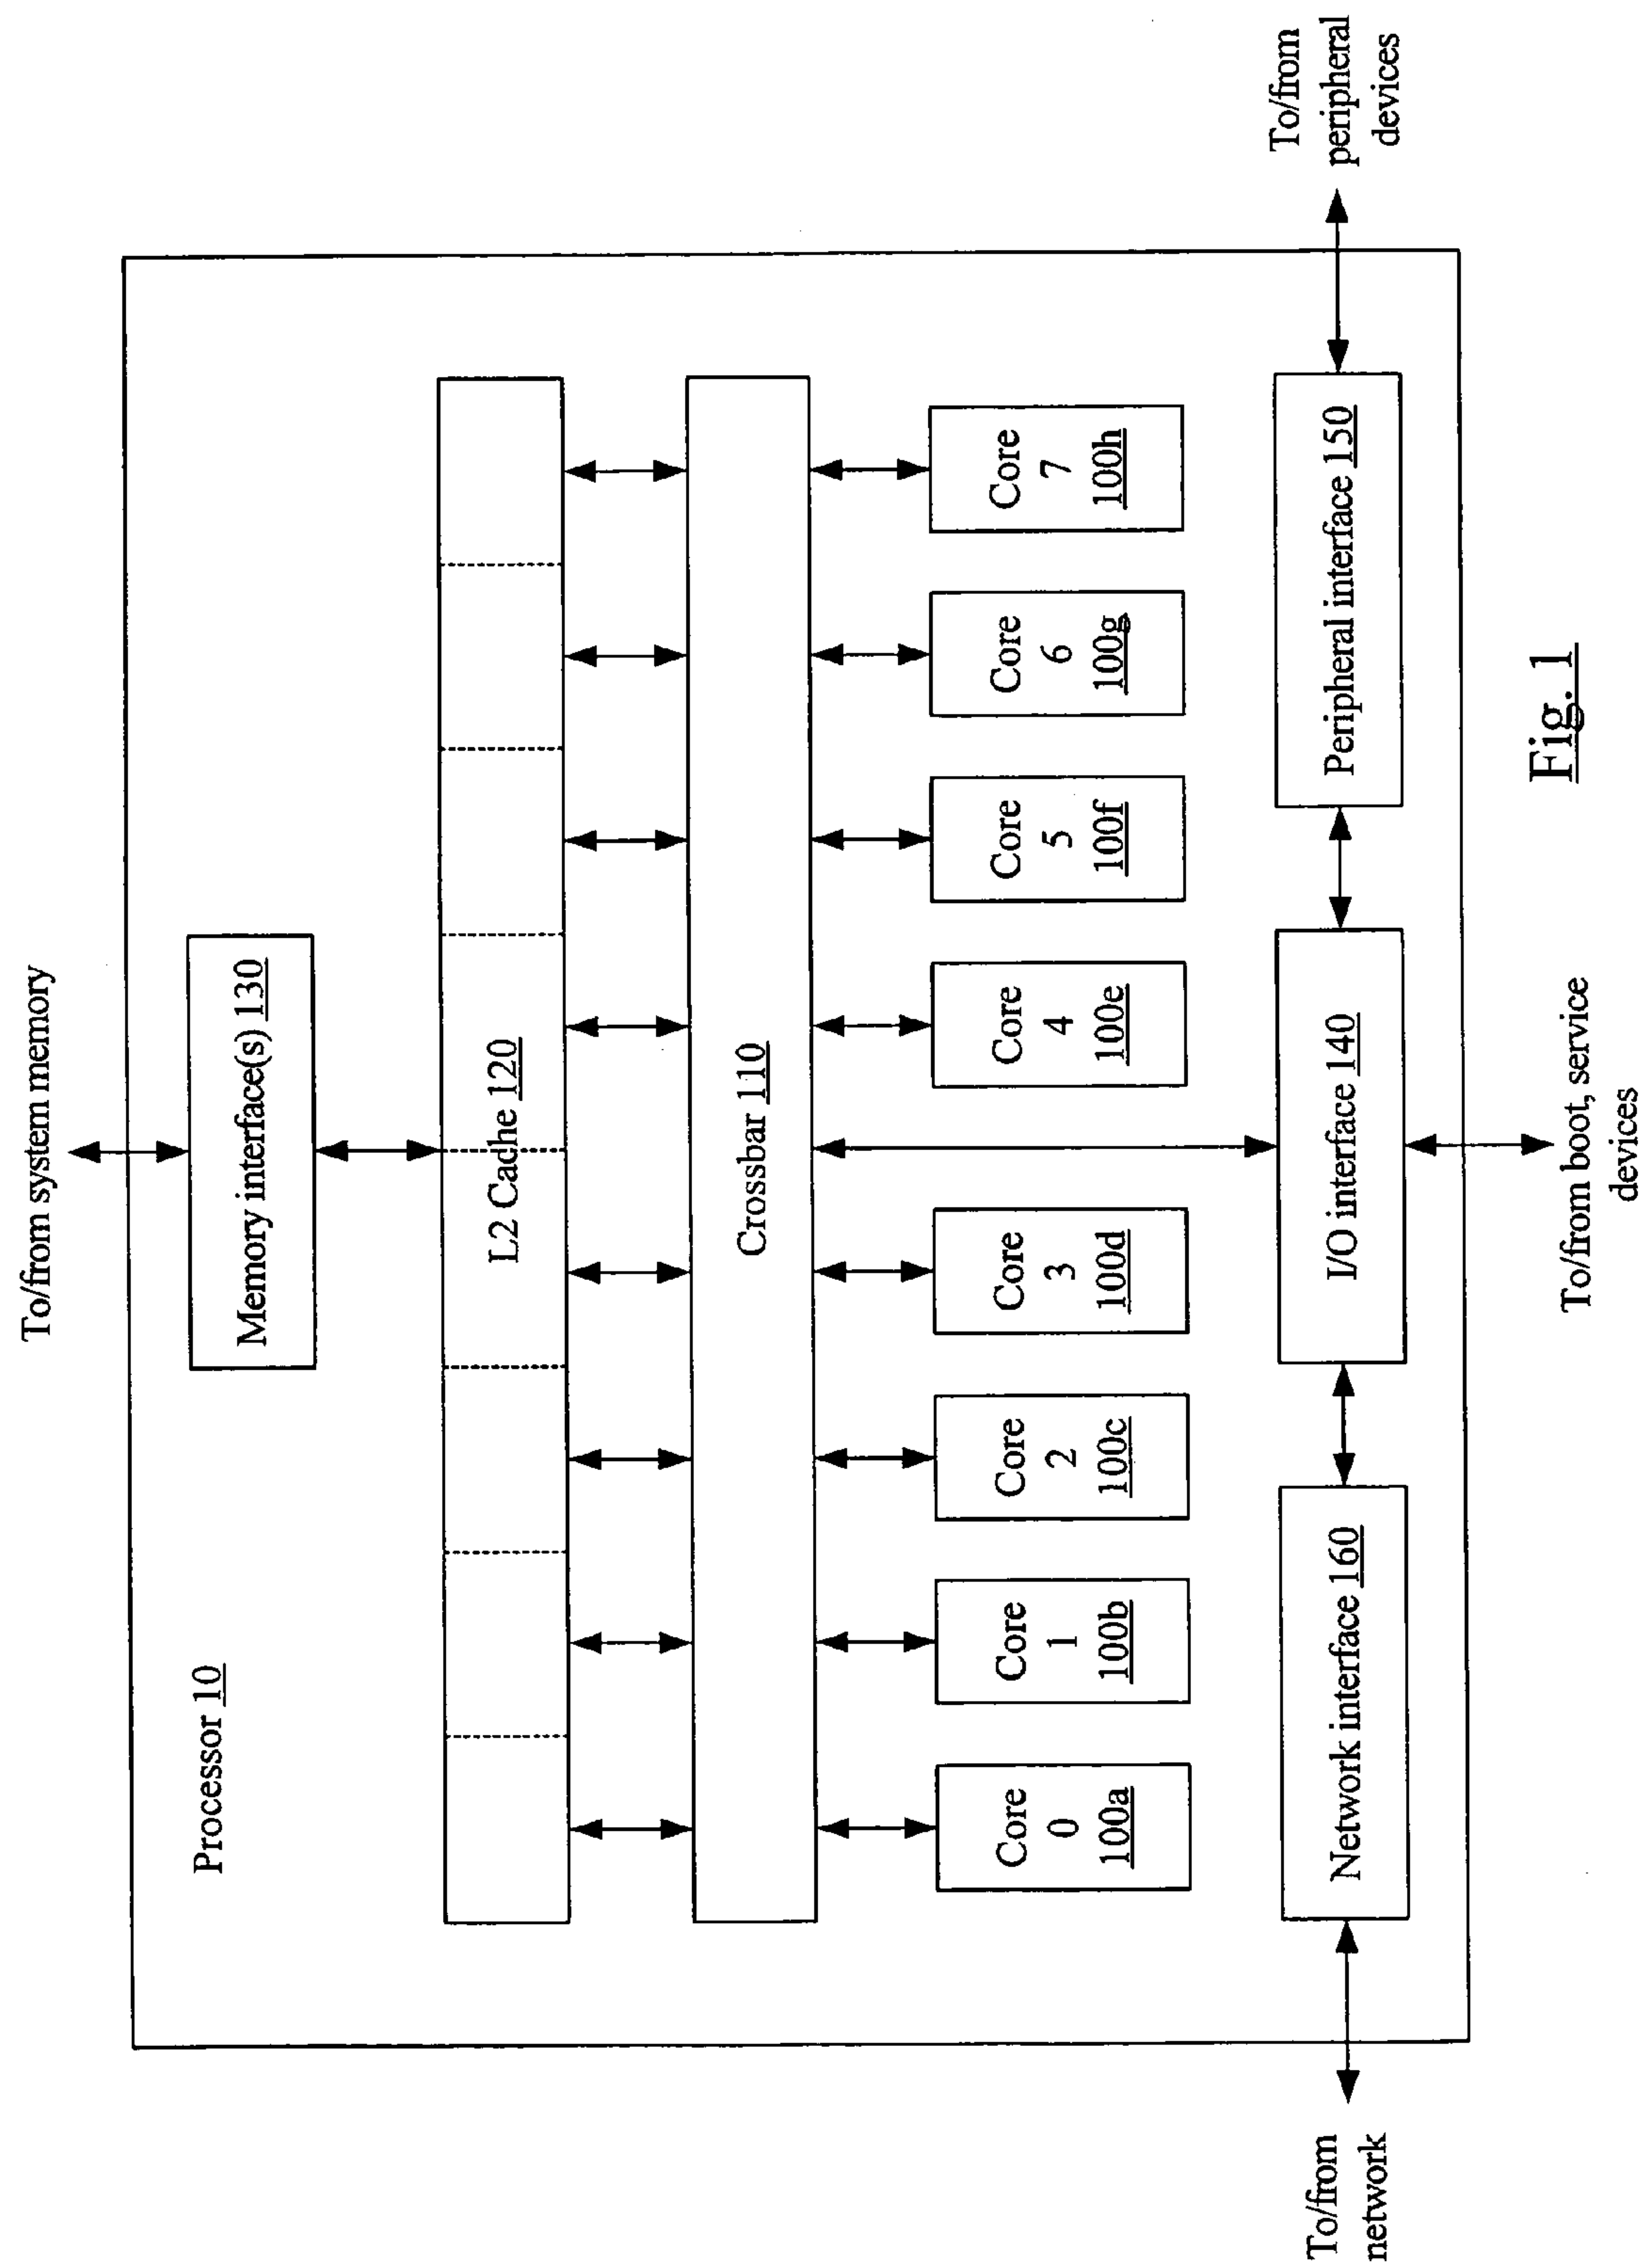 To/from system memory
Processor 10
Memory interface(s) 130
L2 Cache 120
Crossbar 110
Core
0
100a
Core
1
100b
Core
2
100c
Core
3
100d
Core
4
100e
Core
5
100f
Core
6
100g
Core
7
100h
To/from
network
Network interface 160
I/O interface 140
Peripheral interface 150
To/from
peripheral
devices
To/from boot, service
devices
Fig. 1